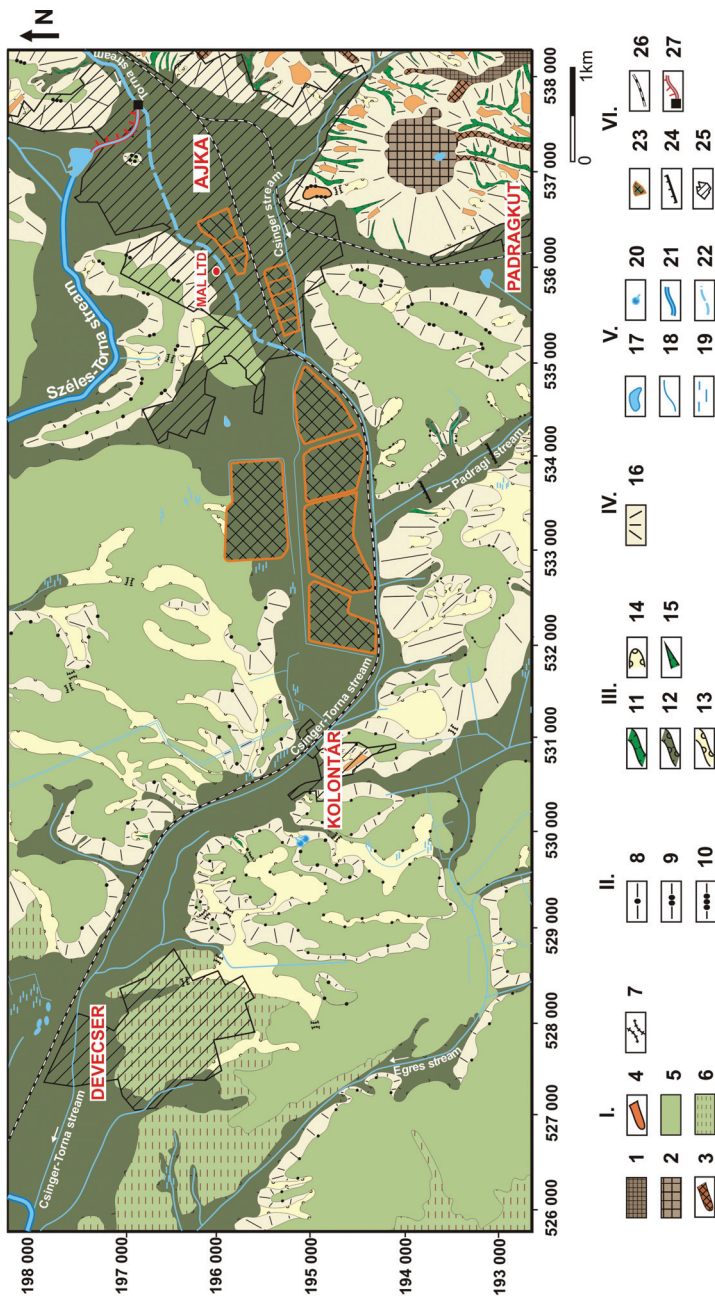 N
198 000
197 000
196 000
195 000
194 000
193 000
DEVECSER
Csinger-Torna stream
Egres stream
KOLONTÁR
Csinger-Torna stream
Padragi stream
Széles-Torna stream
MAL LTD
AJKA
Torna stream
Csinger stream
PADRAGKÚT
526 000
527 000
528 000
529 000
530 000
531 000
532 000
533 000
534 000
535 000
536 000
537 000
538 000
0
1km
I.
1
2
3
4
5
6
7
II.
8
9
10
III.
11
12
13
14
15
IV.
16
V.
17
18
19
20
21
22
VI.
23
24
25
26
27